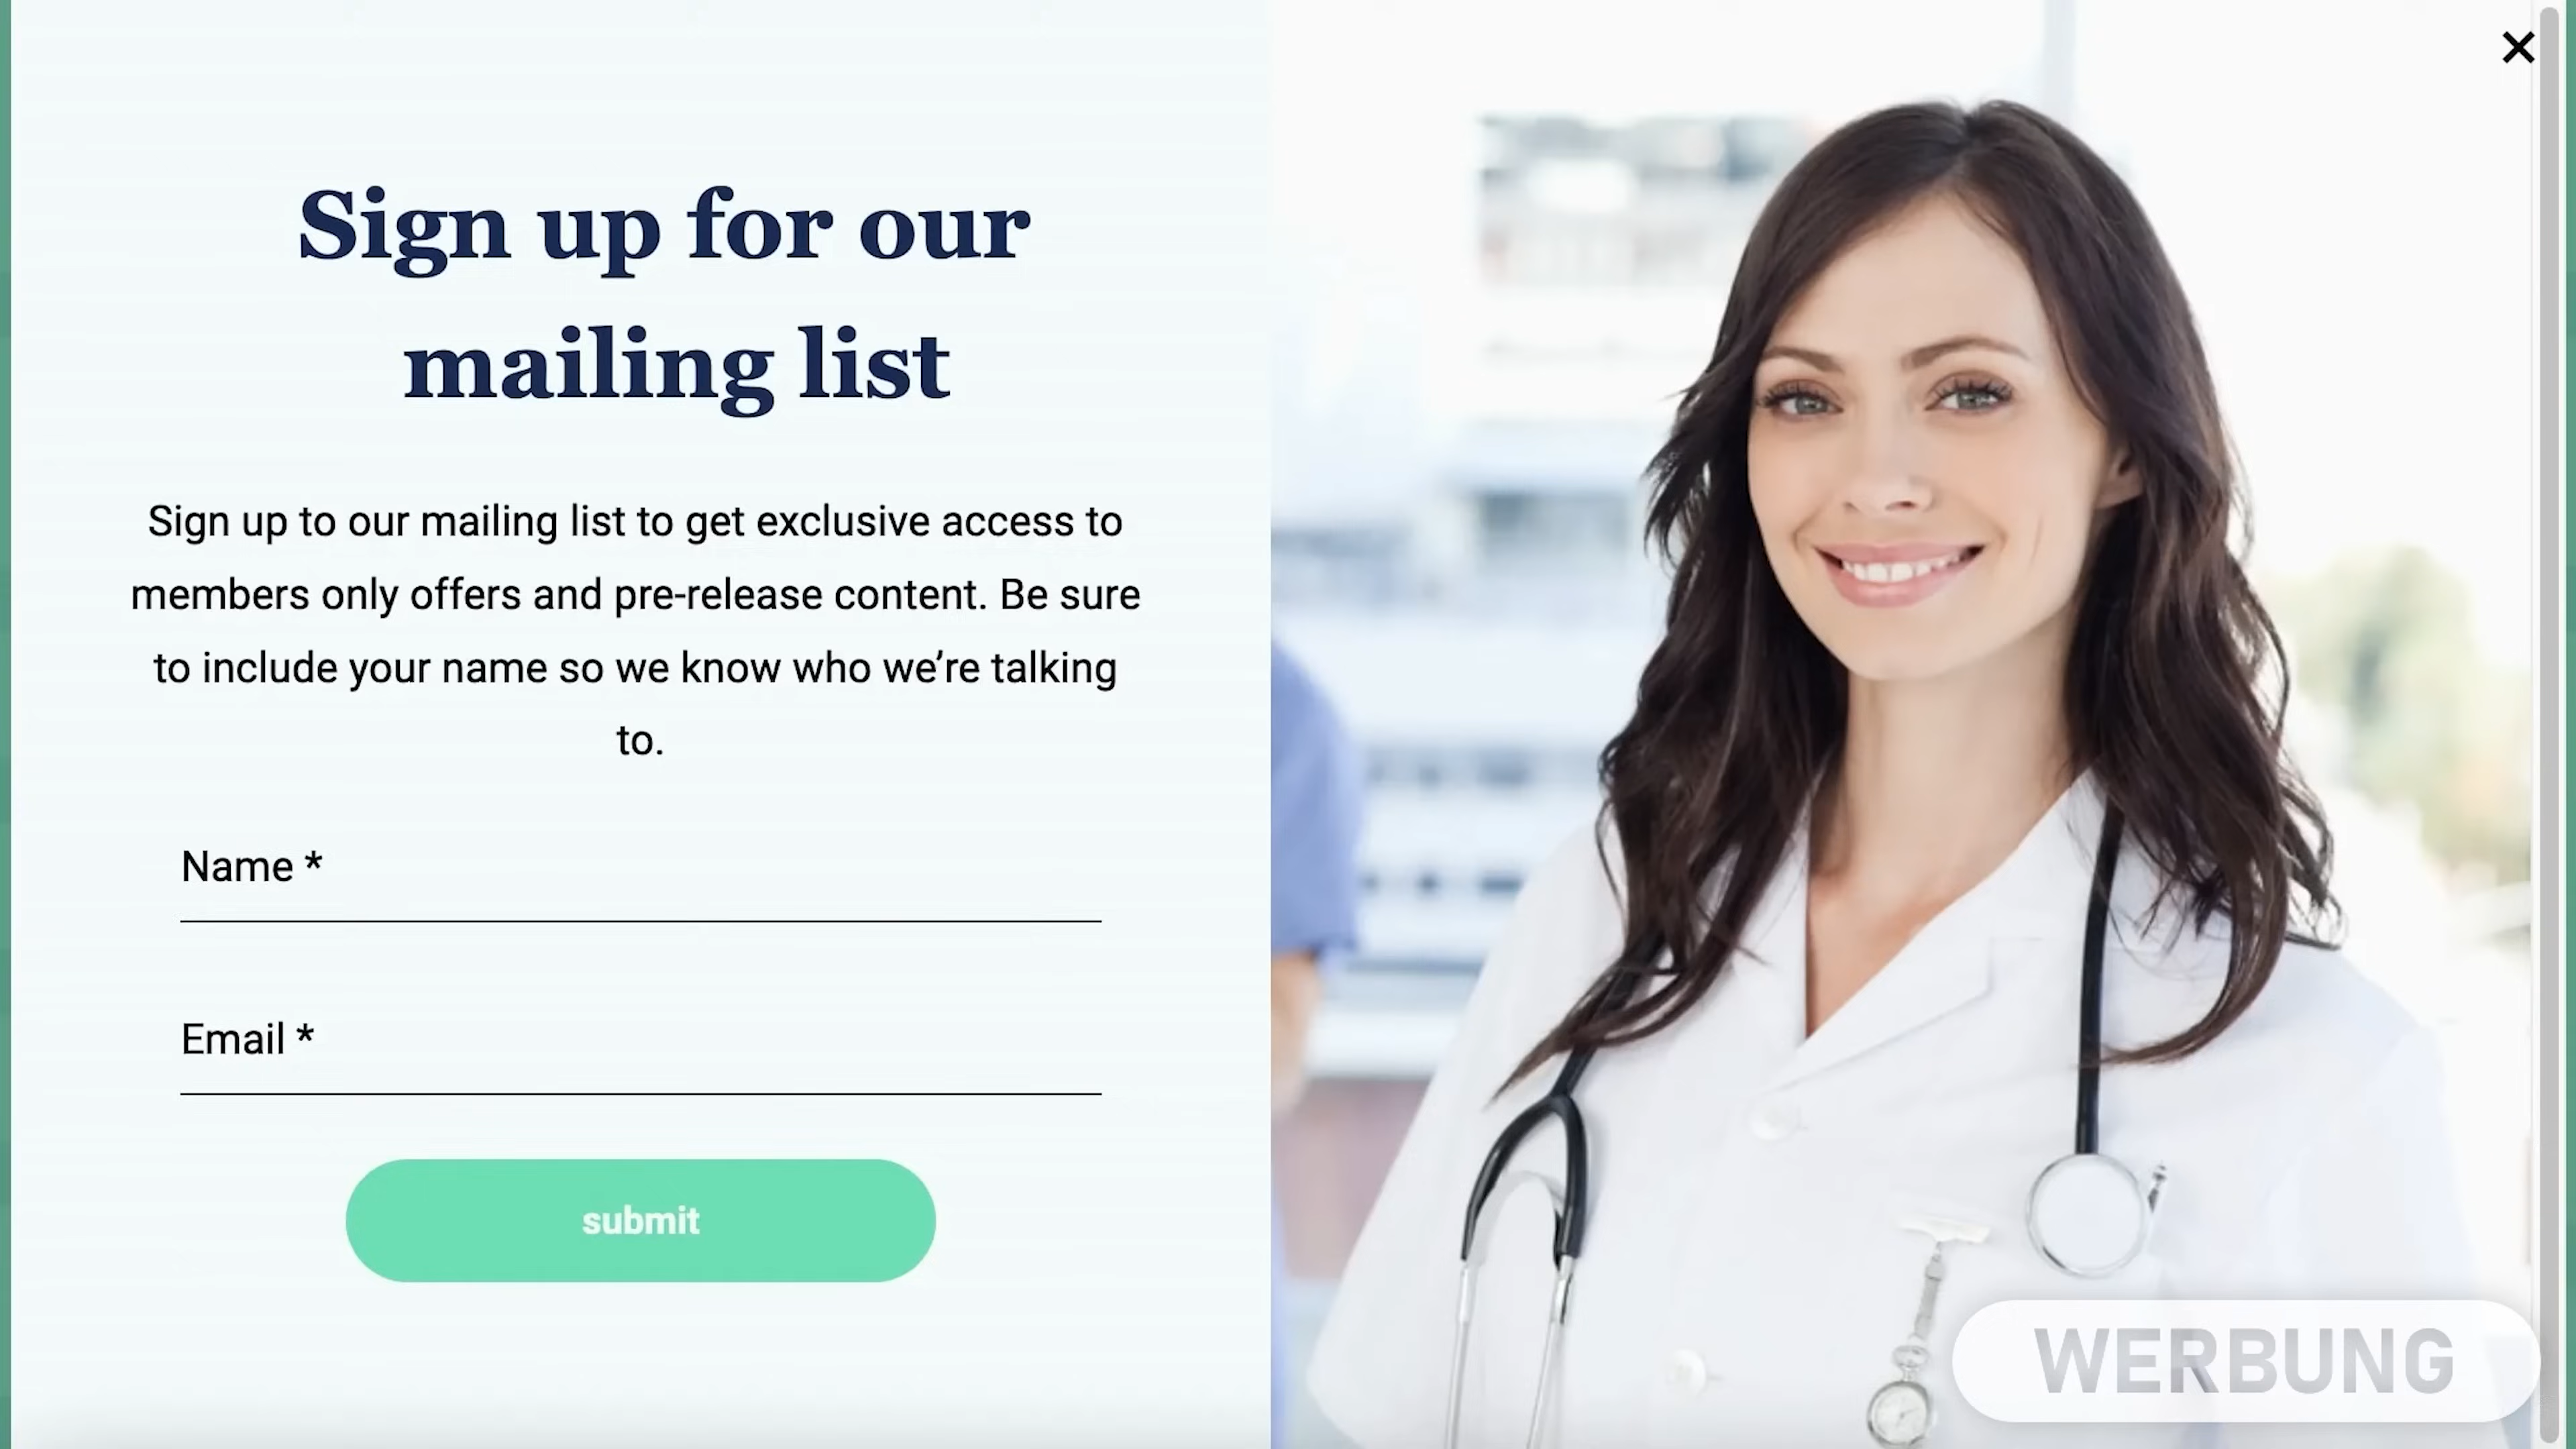 Sign up for our
mailing list
Sign up to our mailing list to get exclusive access to
members only offers and pre-release content. Be sure
to include your name so we know who we're talking
to.
Name *
Email *
submit
WERBUNG